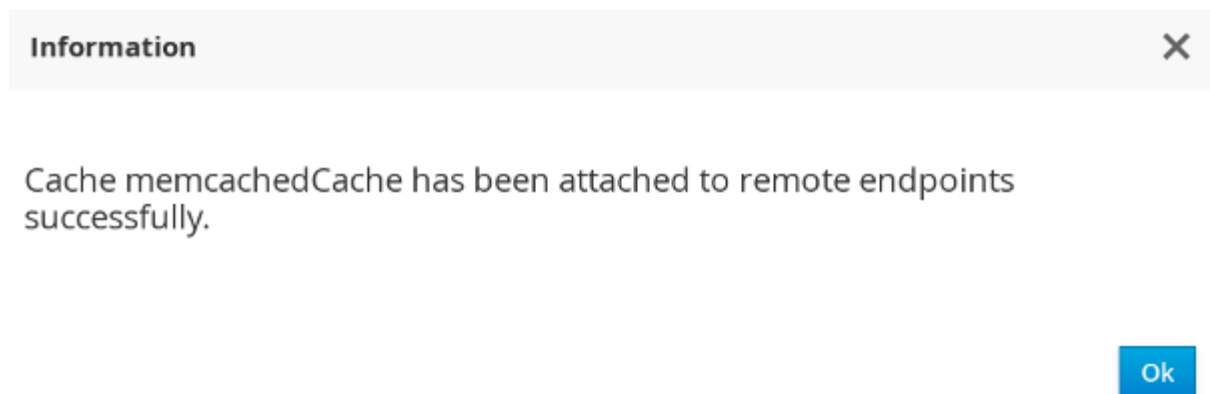 Information
Cache memcachedCache has been attached to remote endpoints
successfully.
Ok